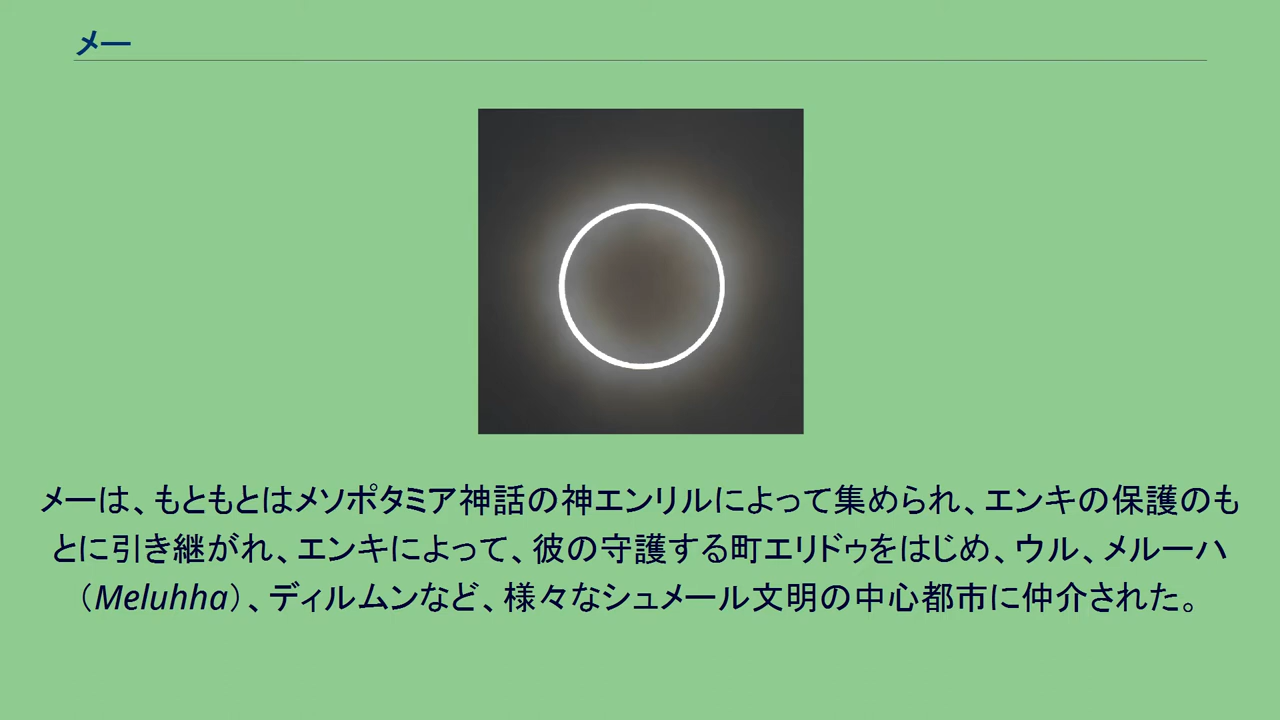 メー
メーは、もともとはメソポタミア神話の神エンリルによって集められ、エンキの保護のも
とに引き継がれ、エンキによって、彼の守護する町エリドゥをはじめ、ウル、メルーハ
（Meluhha）、ディルムンなど、様々なシュメール文明の中心都市に仲介された。